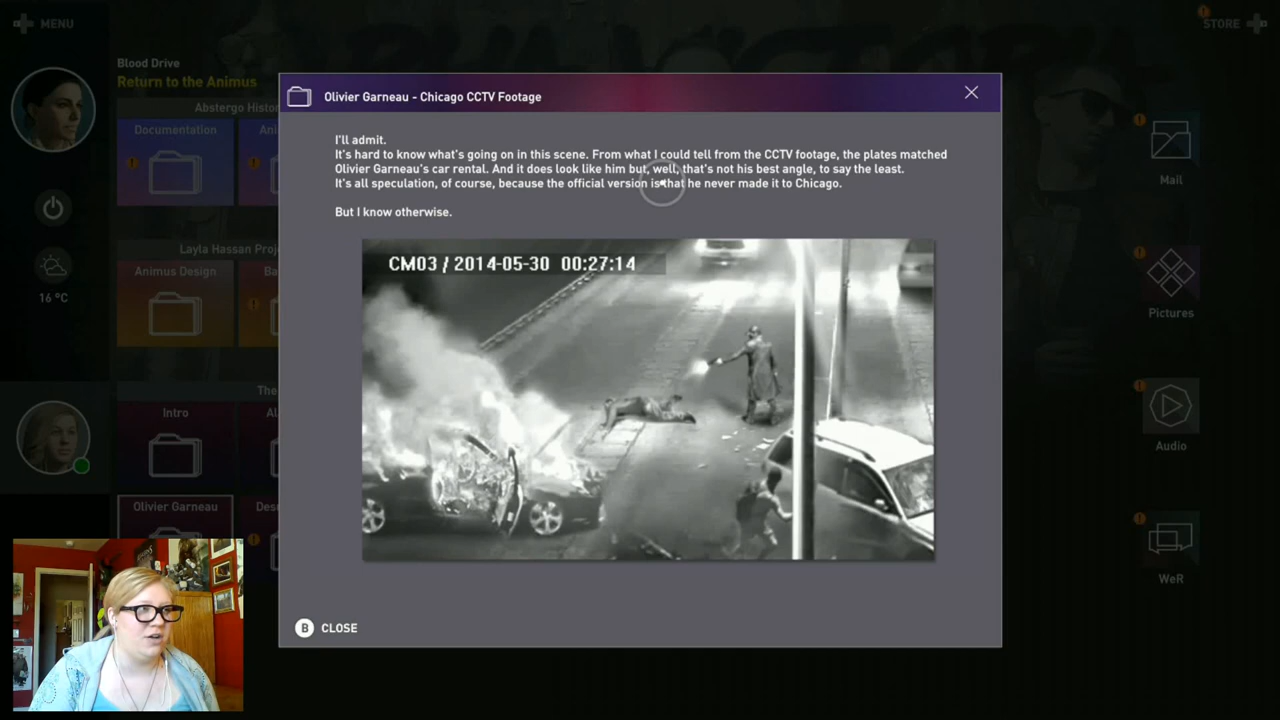 MENU
STORE
Blood Drive
Return to the Animus
Abstergo Histor
Documentation
Ani
Olivier Garneau - Chicago CCTV Footage
I'll admit.
It's hard to know what's going on in this scene. From what I could tell from the CCTV footage, the plates matched
Olivier Garneau's car rental. And it does look like him but, well, that's not his best angle, to say the least.
It's all speculation, of course, because the official version is that he never made it to Chicago.
But I know otherwise.
CM03 / 2014-05-30 00:27:14
16 °C
Layla Hassan Proj
Animus Design
Ba
The
Intro
Al
Olivier Garneau
Des
Mail
Pictures
Audio
WeR
B CLOSE